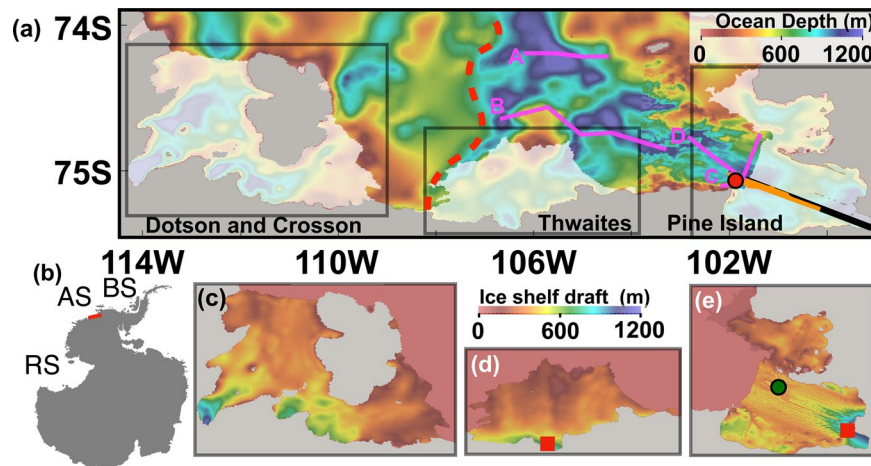 (a)
74S
75S
Ocean Depth (m)
0 600 1200
A
B
D
C
Dotson and Crosson
Thwaites
Pine Island
114W 110W 106W 102W
(b)
AS
BS
RS
(c)
Ice shelf draft (m)
0 600 1200
(d)
(e)